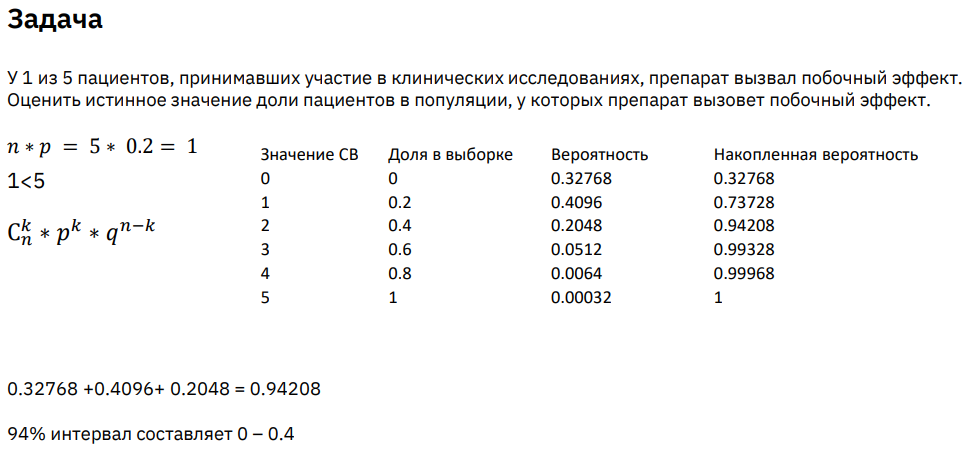 Задача
У 1 из 5 пациентов, принимавших участие в клинических исследованиях, препарат вызвал побочный эффект.
Оценить истинное значение доли пациентов в популяции, у которых препарат вызовет побочный эффект.
n ∗ p = 5 ∗ 0.2 = 1
1<5
C_n^k ∗ p^k ∗ q^{n−k}
Значение СВ Доля в выборке Вероятность Накопленная вероятность
0 0 0.32768 0.32768
1 0.2 0.4096 0.73728
2 0.4 0.2048 0.94208
3 0.6 0.0512 0.99328
4 0.8 0.0064 0.99968
5 1 0.00032 1
0.32768 +0.4096+ 0.2048 = 0.94208
94% интервал составляет 0 – 0.4